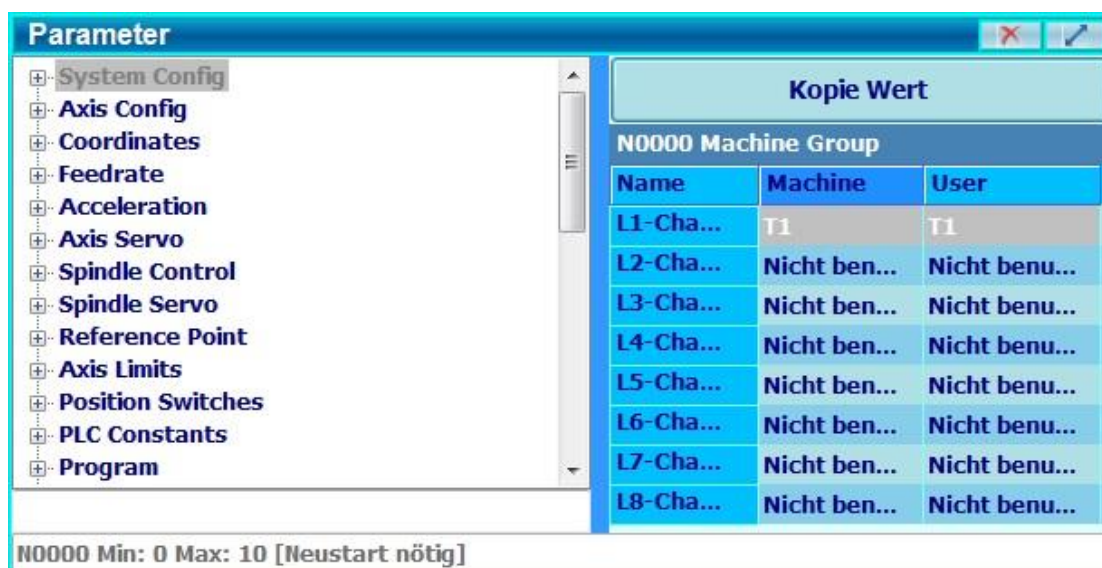 Parameter
System Config
Axis Config
Coordinates
Feedrate
Acceleration
Axis Servo
Spindle Control
Spindle Servo
Reference Point
Axis Limits
Position Switches
PLC Constants
Program
Kopie Wert
N0000 Machine Group
Name Machine User
L1-Cha... T1 T1
L2-Cha... Nicht ben... Nicht benu...
L3-Cha... Nicht ben... Nicht benu...
L4-Cha... Nicht ben... Nicht benu...
L5-Cha... Nicht ben... Nicht benu...
L6-Cha... Nicht ben... Nicht benu...
L7-Cha... Nicht ben... Nicht benu...
L8-Cha... Nicht ben... Nicht benu...
N0000 Min: 0 Max: 10 [Neustart nötig]